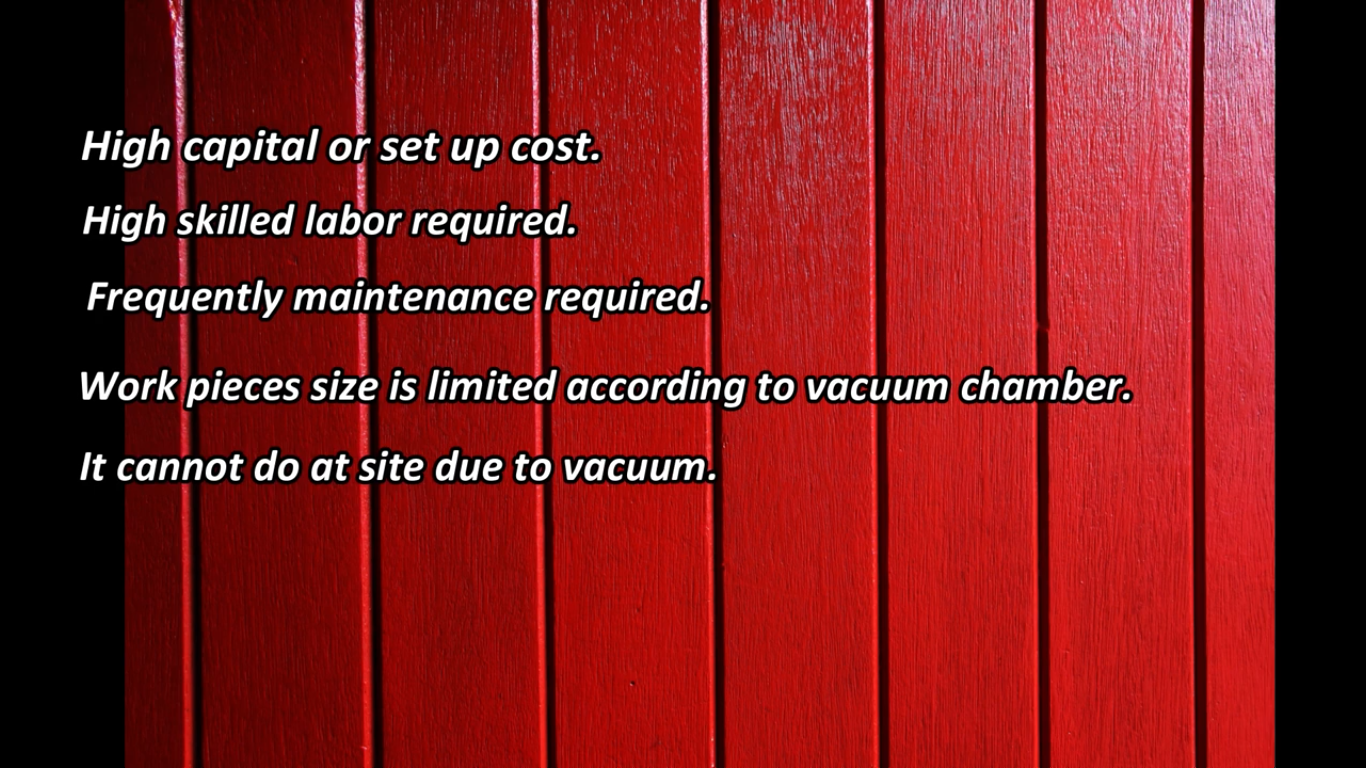 High capital or set up cost.
High skilled labor required.
Frequently maintenance required.
Work pieces size is limited according to vacuum chamber.
It cannot do at site due to vacuum.